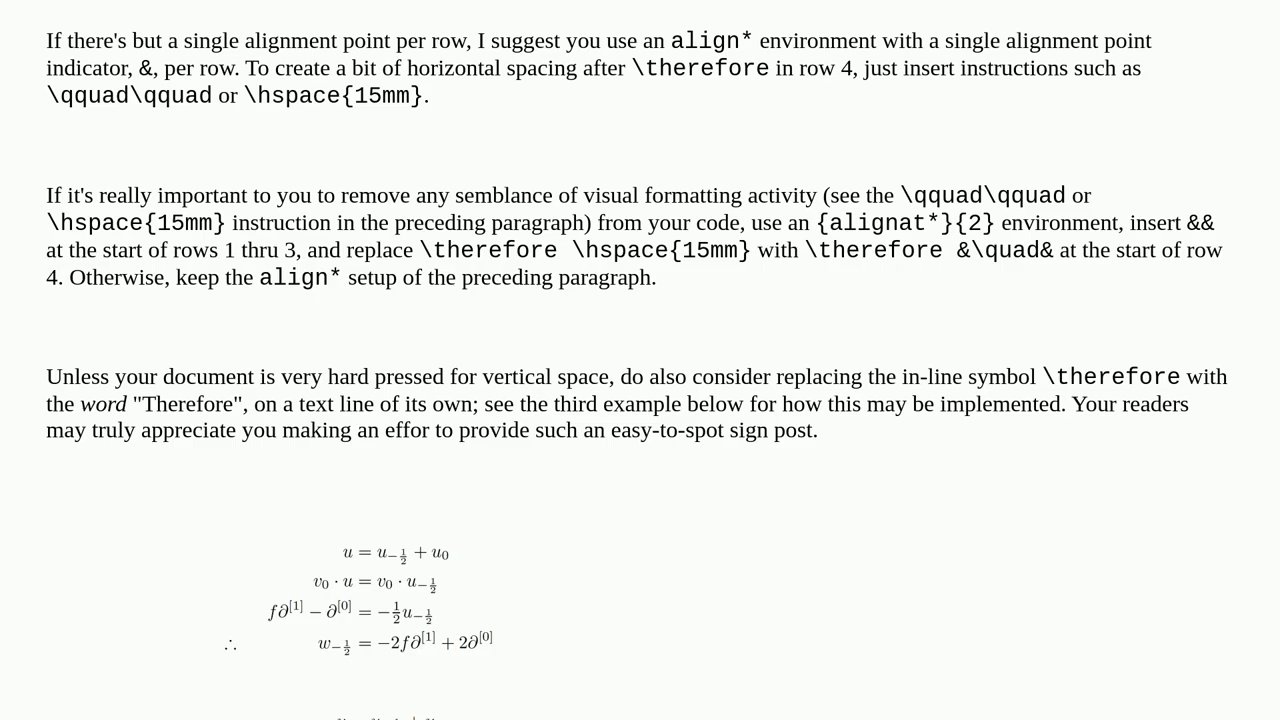 If there's but a single alignment point per row, I suggest you use an align* environment with a single alignment point
indicator, &, per row. To create a bit of horizontal spacing after \therefore in row 4, just insert instructions such as
\qquad\qquad or \hspace{15mm}.
If it's really important to you to remove any semblance of visual formatting activity (see the \qquad\qquad or
\hspace{15mm} instruction in the preceding paragraph) from your code, use an {alignat*}{2} environment, insert &&
at the start of rows 1 thru 3, and replace \therefore \hspace{15mm} with \therefore &\quad& at the start of row
4. Otherwise, keep the align* setup of the preceding paragraph.
Unless your document is very hard pressed for vertical space, do also consider replacing the in-line symbol \therefore with
the word "Therefore", on a text line of its own; see the third example below for how this may be implemented. Your readers
may truly appreciate you making an effor to provide such an easy-to-spot sign post.
u = u_{-\frac{1}{2}} + u_0
v_0 · u = v_0 · u_{-\frac{1}{2}}
f∂^{[1]} − ∂^{[0]} = −\frac{1}{2}u_{-\frac{1}{2}}
∴ w_{-\frac{1}{2}} = −2f∂^{[1]} + 2∂^{[0]}